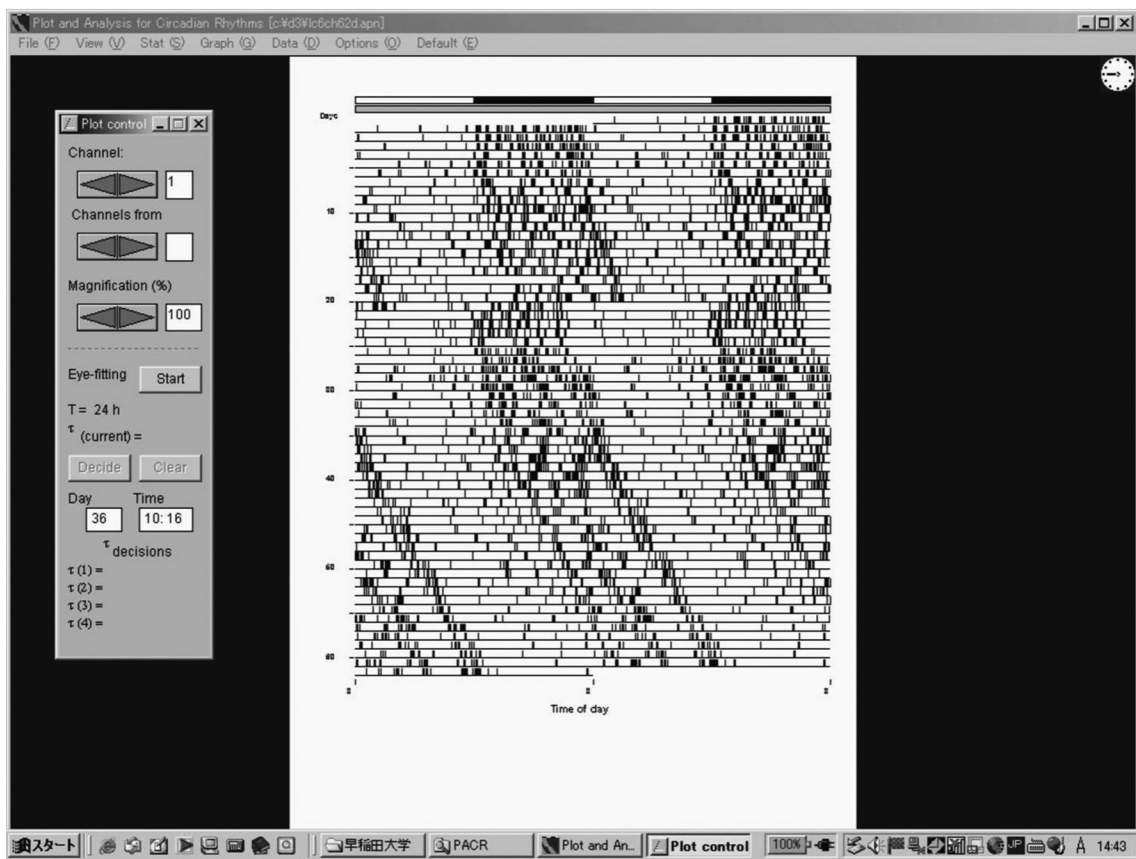 Plot and Analysis for Circadian Rhythms [c:¥d3¥lc6ch62d.apn]
File (F) View (V) Stat (S) Graph (G) Data (D) Options (O) Default (E)
Plot control
Channel:
1
Channels from
Magnification (%)
100
Eye-fitting Start
T = 24 h
τ (current) =
Decide Clear
Day Time
36 10:16
τ decisions
τ (1) =
τ (2) =
τ (3) =
τ (4) =
Days
10
20
40
60
Time of day
スタート 早稲田大学 PACR Plot and An... Plot control 100% JP A 14:43